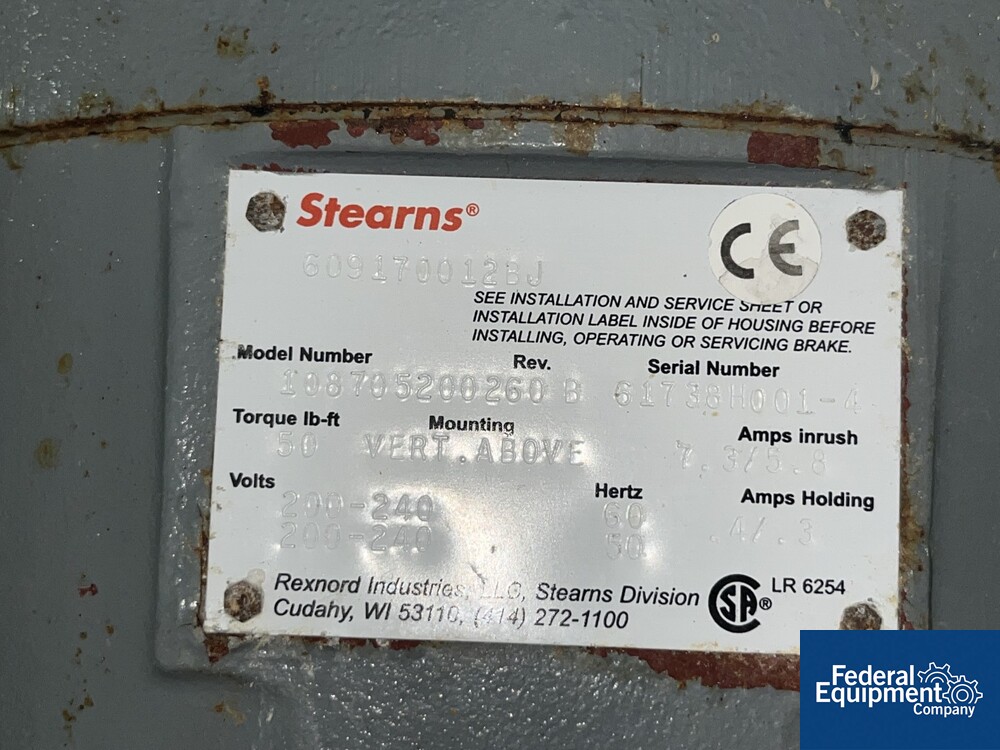 Stearns®
CE
609170012BJ
SEE INSTALLATION AND SERVICE SHEET OR
INSTALLATION LABEL INSIDE OF HOUSING BEFORE
INSTALLING, OPERATING OR SERVICING BRAKE.
Model Number Rev. Serial Number
108705200260 B 61738H001-4
Torque lb-ft Mounting Amps inrush
50 VERT.ABOVE 7.3/5.8
Volts Hertz Amps Holding
200-240 60 .4/.3
200-240 50
Rexnord Industries, LLC, Stearns Division
Cudahy, WI 53110, (414) 272-1100
SA® LR 6254
Federal
Equipment
Company